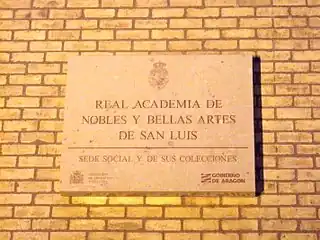 REAL ACADEMIA DE
NOBLES Y BELLAS ARTES
DE SAN LUIS
SEDE SOCIAL Y DE SUS COLECCIONES
GOBIERNO
DE ARAGON